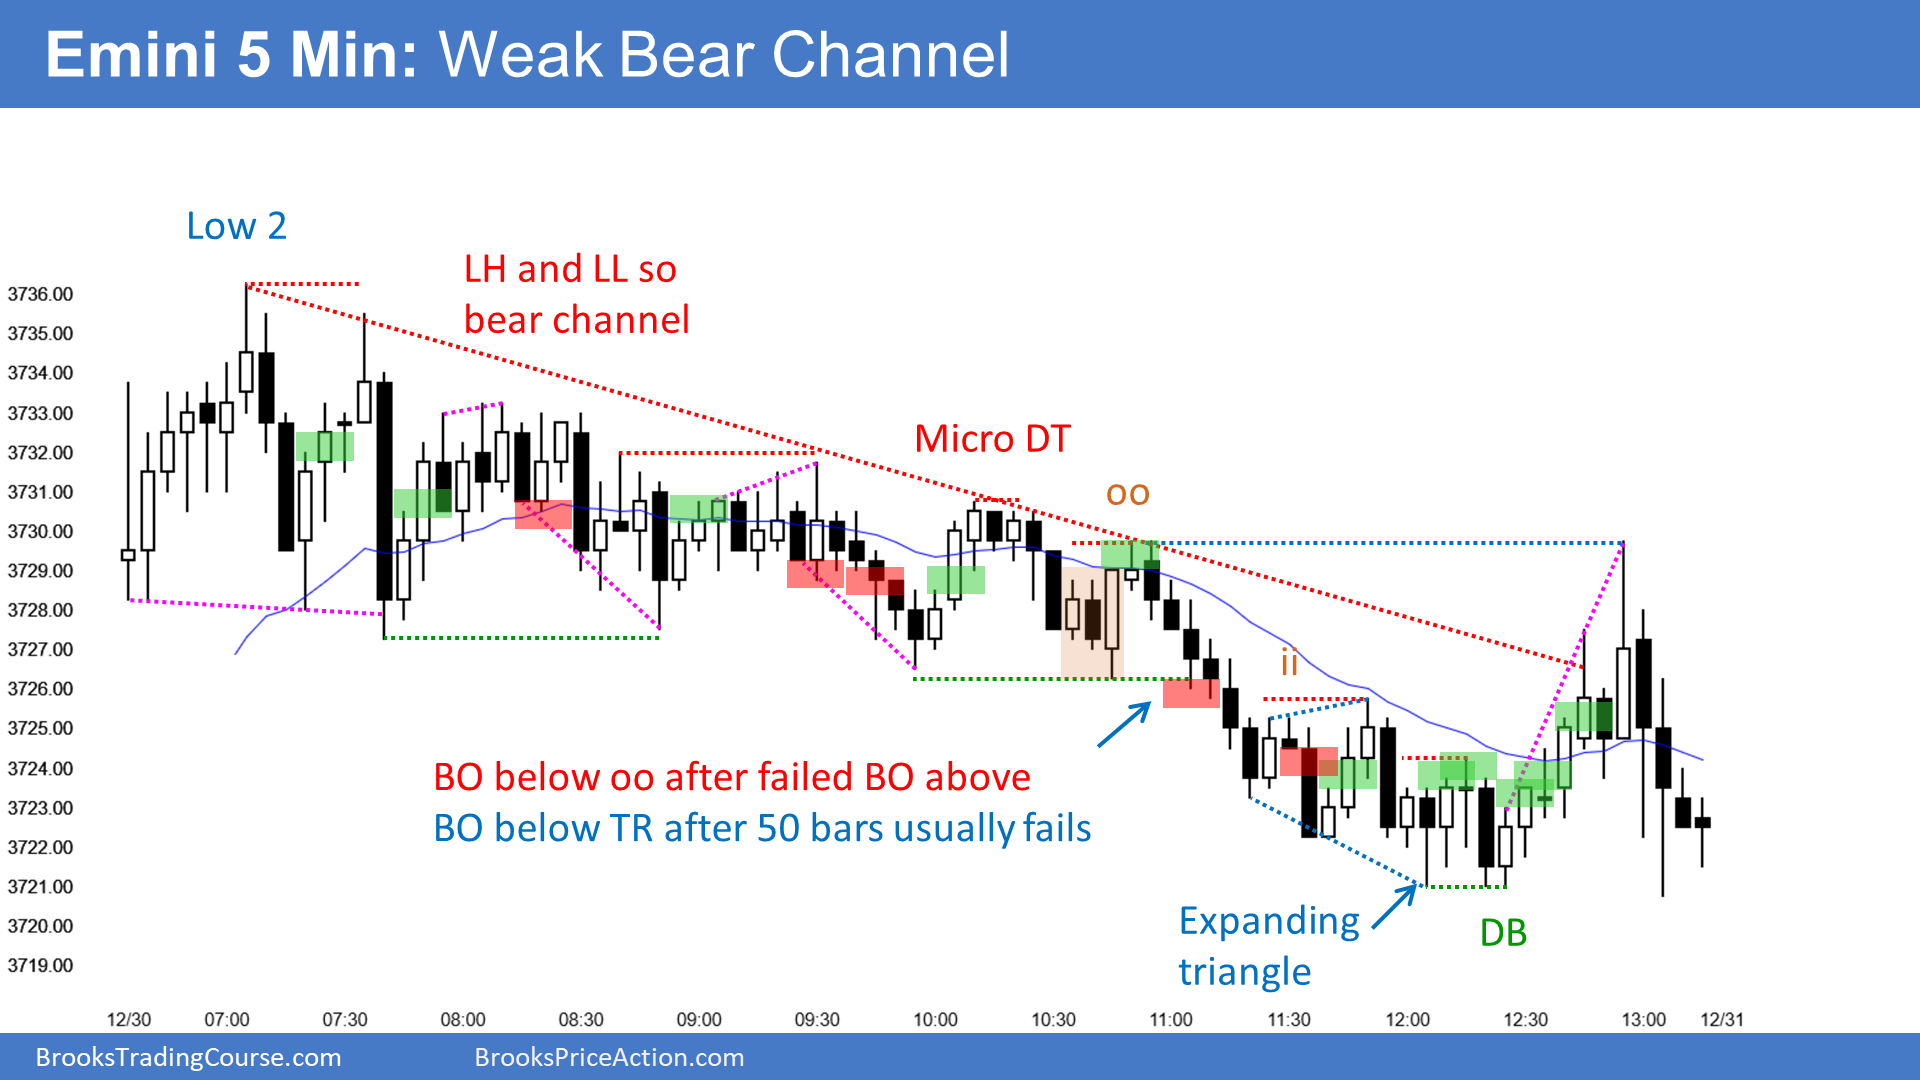 Emini 5 Min: Weak Bear Channel
Low 2
LH and LL so
bear channel
Micro DT
oo
ii
BO below oo after failed BO above
BO below TR after 50 bars usually fails
Expanding
triangle
DB
3736.00
3735.00
3734.00
3733.00
3732.00
3731.00
3730.00
3729.00
3728.00
3727.00
3726.00
3725.00
3724.00
3723.00
3722.00
3721.00
3720.00
3719.00
12/30 07:00 07:30 08:00 08:30 09:00 09:30 10:00 10:30 11:00 11:30 12:00 12:30 13:00 12/31
BrooksTradingCourse.com BrooksPriceAction.com